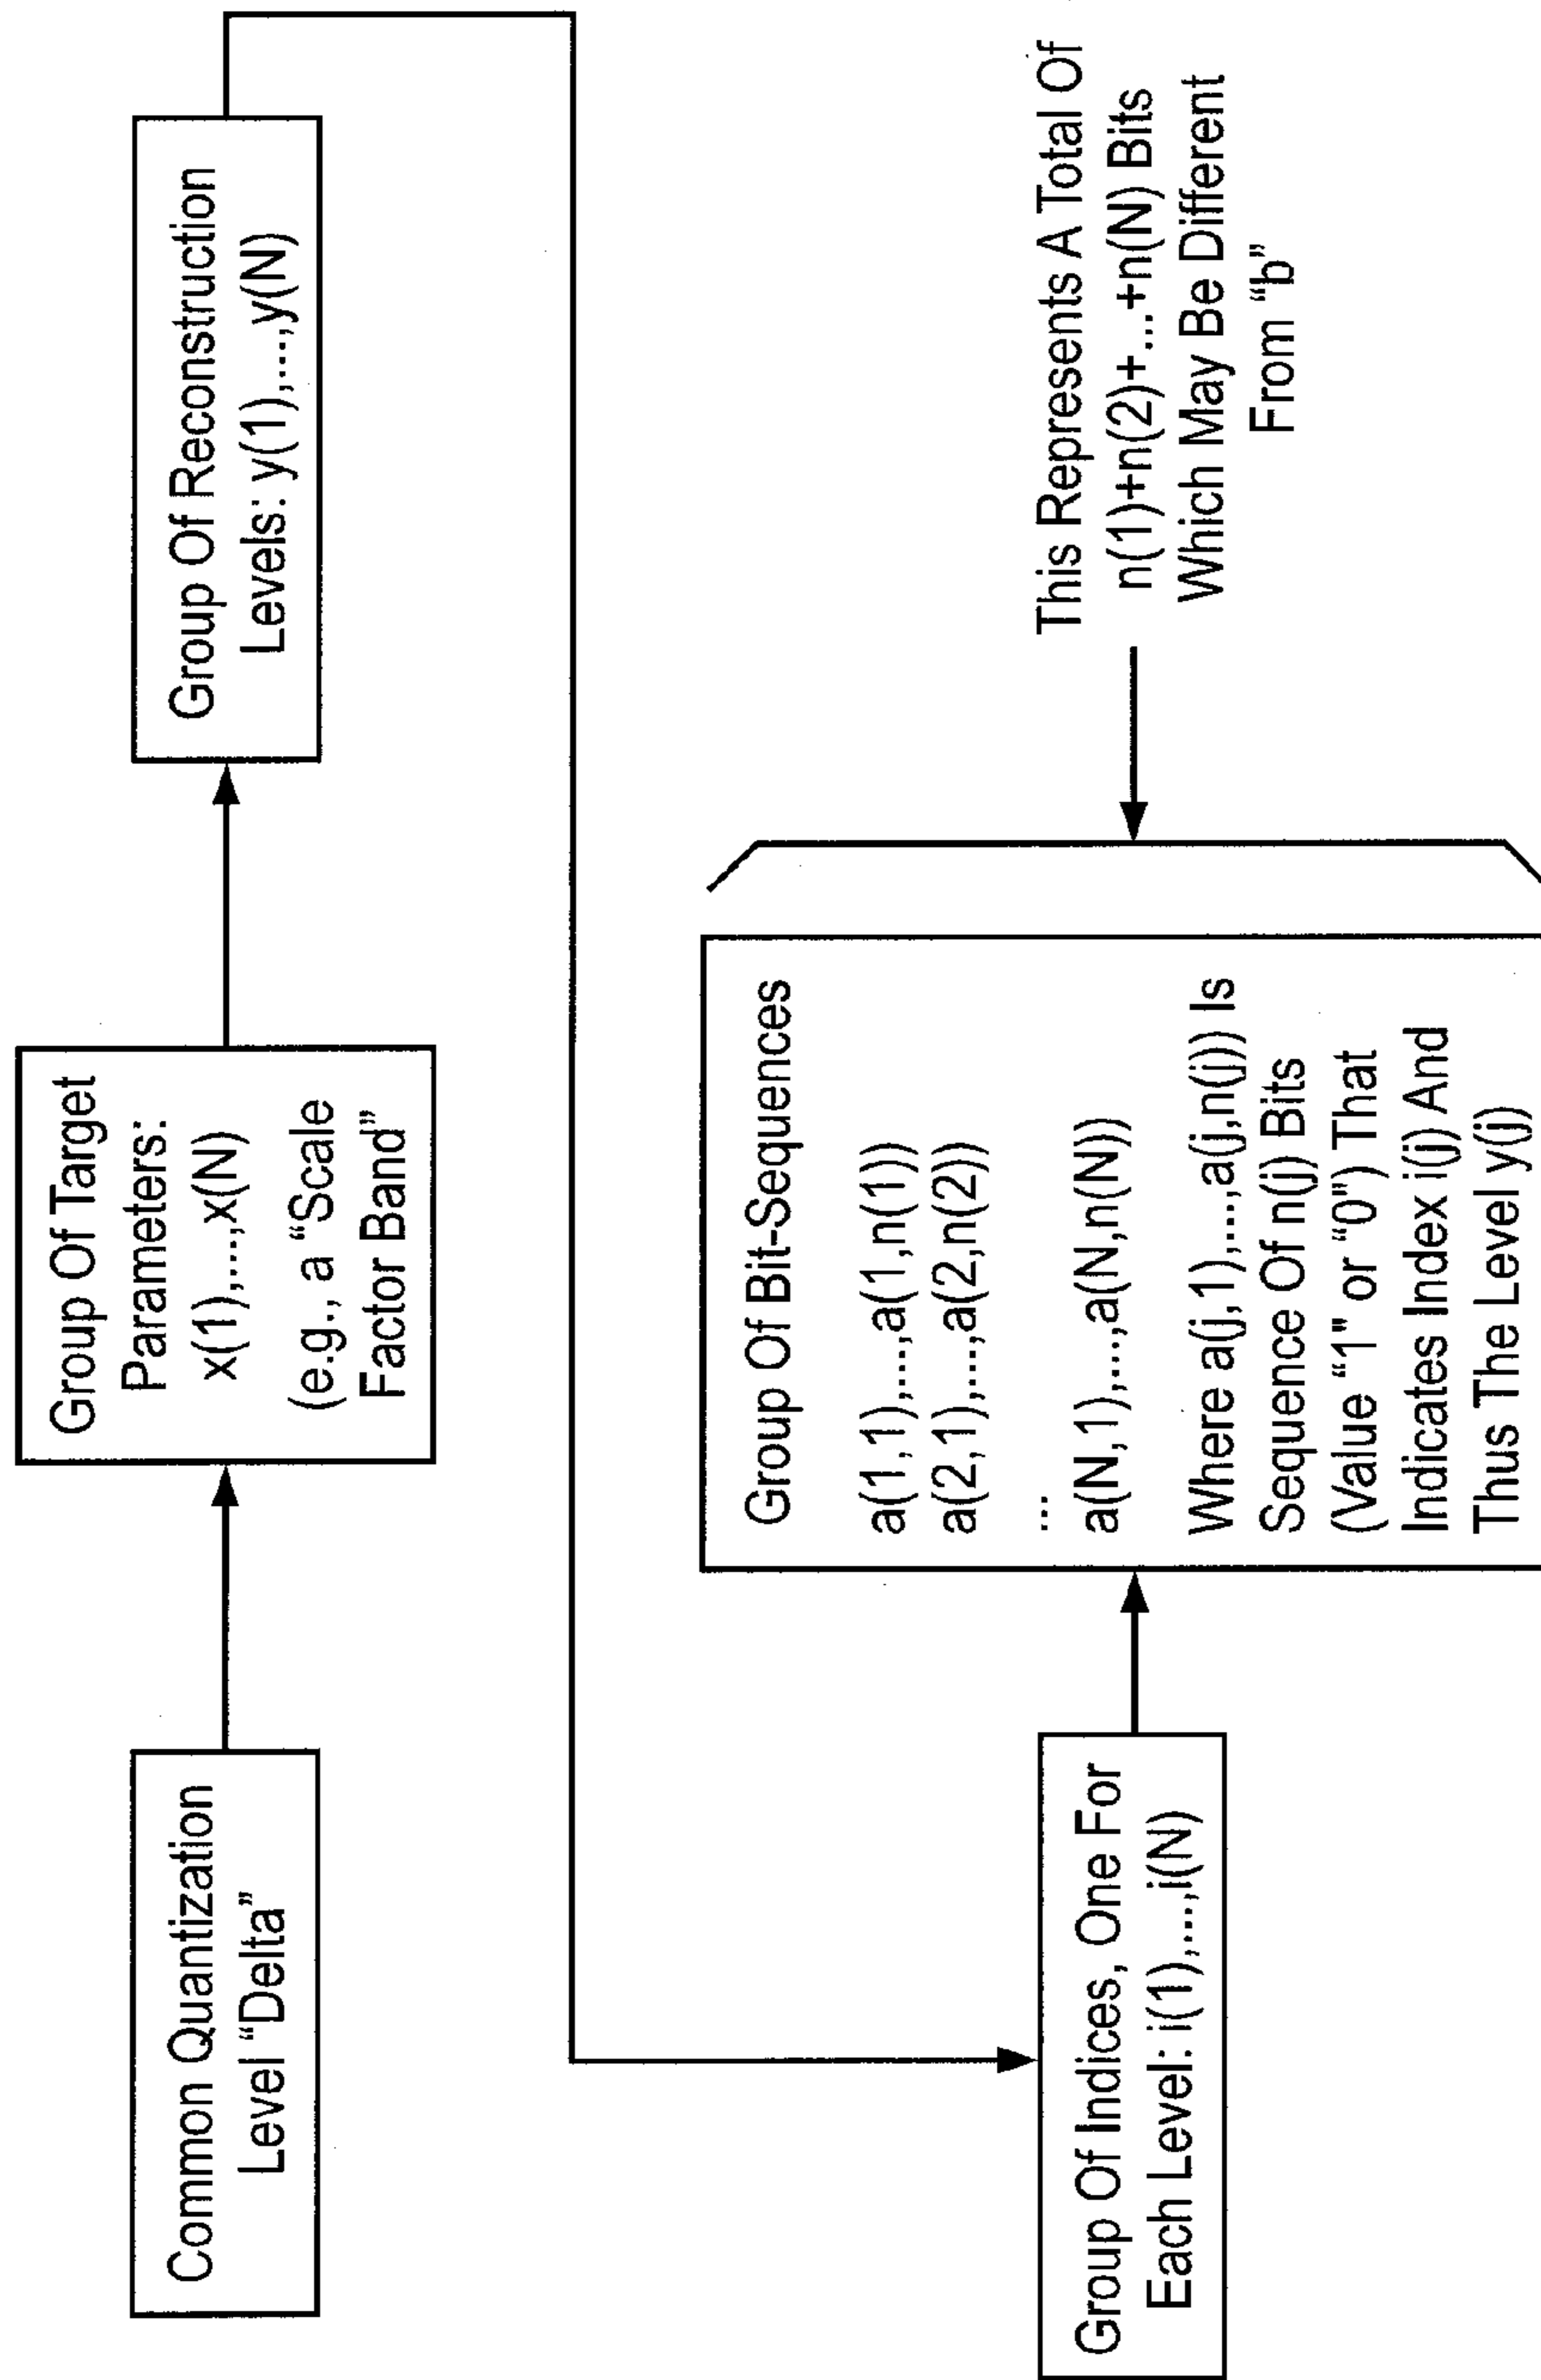 Common Quantization
Level “Delta”
Group Of Target
Parameters:
x(1),...,x(N)
(e.g., a “Scale
Factor Band”
Group Of Reconstruction
Levels: y(1),...,y(N)
Group Of Indices, One For
Each Level: i(1),...,i(N)
Group Of Bit-Sequences
a(1,1),...,a(1,n(1))
a(2,1),...,a(2,n(2))
...
a(N,1),...,a(N,n(N))
Where a(j,1),...,a(j,n(j)) Is
Sequence Of n(j) Bits
(Value “1" or “0") That
Indicates Index i(j) And
Thus The Level y(j)
This Represents A Total Of
n(1)+n(2)+...+n(N) Bits
Which May Be Different
From “b”